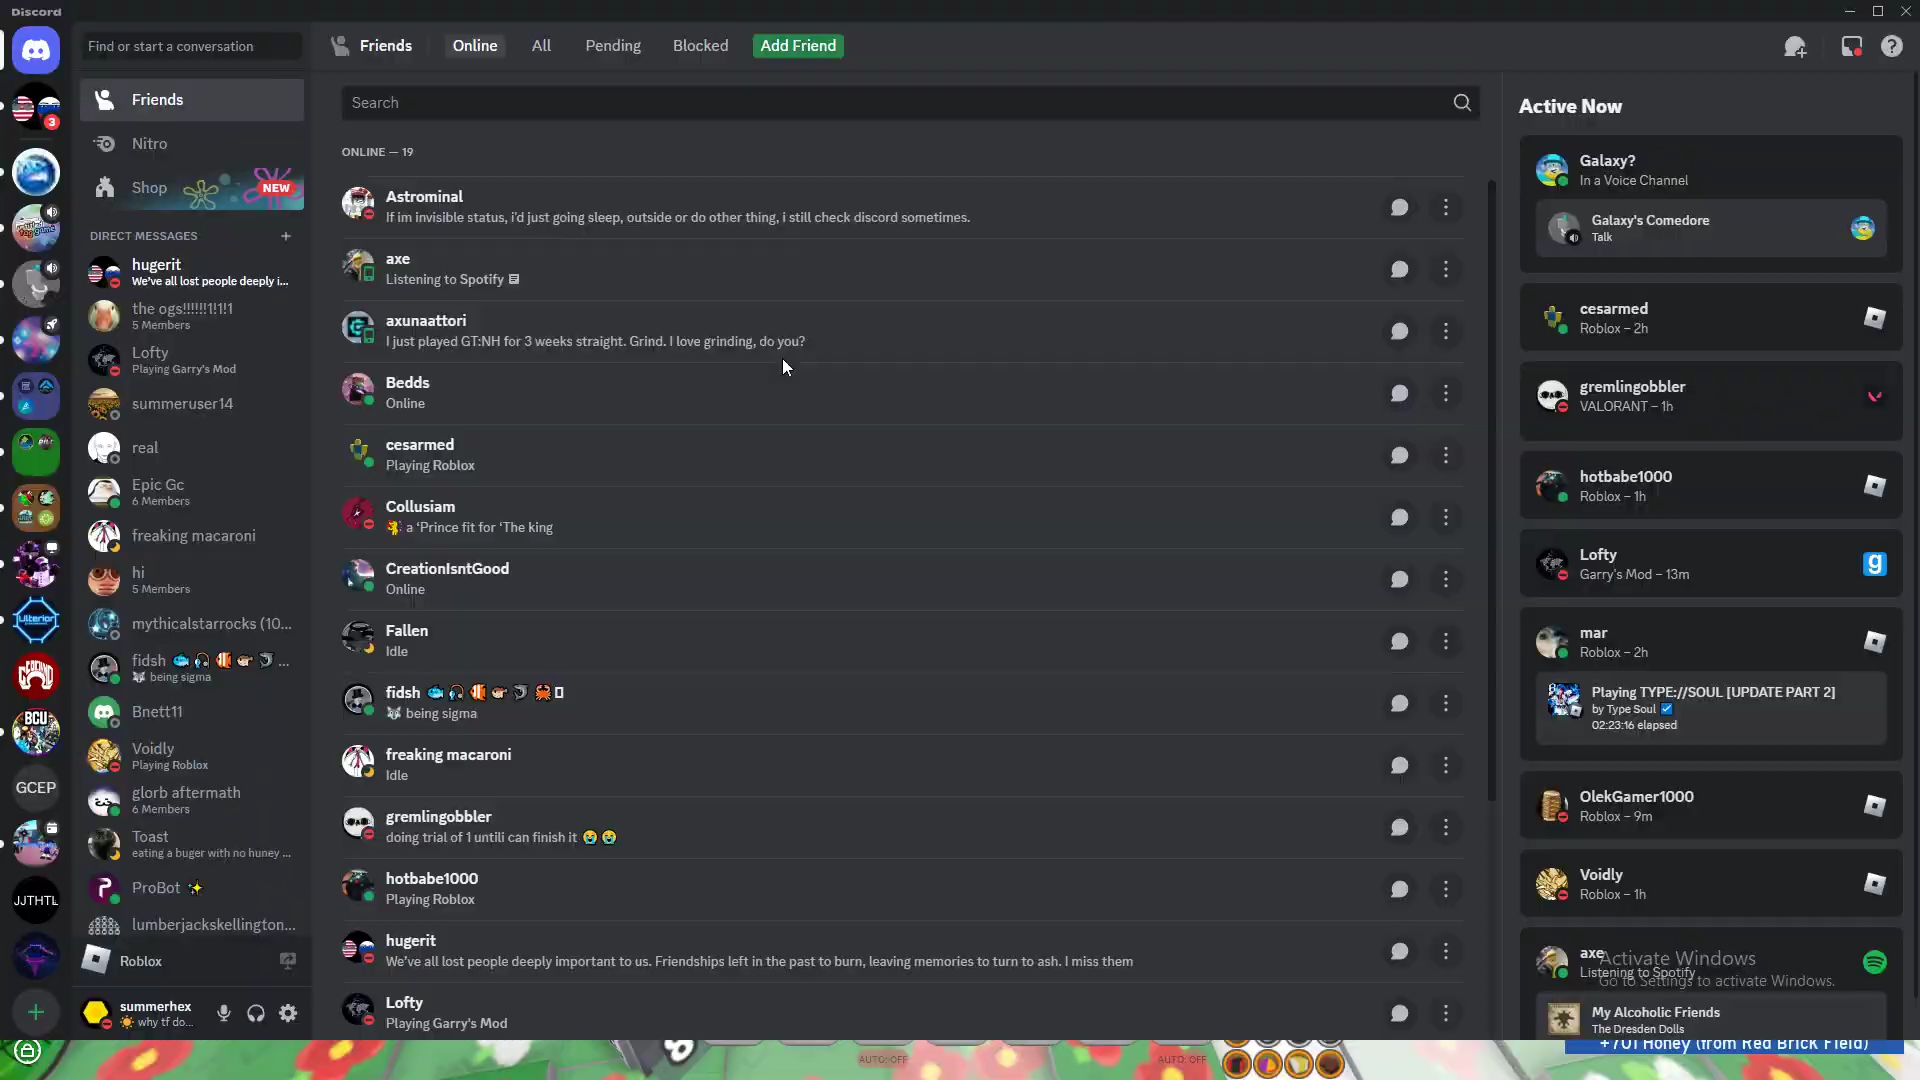 Discord
Find or start a conversation
Friends
Online
All
Pending
Blocked
Add Friend
3
Friends
Nitro
Shop
NEW
DIRECT MESSAGES
hugerit
We've all lost people deeply i...
the ogs!!!!!!1!1!1
5 Members
Lofty
Playing Garry's Mod
summeruser14
real
Epic Gc
6 Members
freaking macaroni
hi
5 Members
mythicalstarrocks (10...
fidsh 🐟 🎣 🐠 🐡 🦈 ...
🐺 being sigma
Bnett11
Voidly
Playing Roblox
glorb aftermath
6 Members
Toast
eating a buger with no huney ...
ProBot ✨
lumberjackskellington...
Roblox
summerhex
☀️ why tf do...
Ulterior
BCU
GCEP
JJTHTL
Search
ONLINE — 19
Astrominal
If im invisible status, i'd just going sleep, outside or do other thing, i still check discord sometimes.
axe
Listening to Spotify
axunaattori
I just played GT:NH for 3 weeks straight. Grind. I love grinding, do you?
Bedds
Online
cesarmed
Playing Roblox
Collusiam
a ‘Prince fit for ‘The king
CreationIsntGood
Online
Fallen
Idle
fidsh 🐟 🎣 🐠 🐡 🦈 🦀
🐺 being sigma
freaking macaroni
Idle
gremlingobbler
doing trial of 1 untili can finish it 😭 😭
hotbabe1000
Playing Roblox
hugerit
We've all lost people deeply important to us. Friendships left in the past to burn, leaving memories to turn to ash. I miss them
Lofty
Playing Garry's Mod
Active Now
Galaxy?
In a Voice Channel
Galaxy's Comedore
Talk
cesarmed
Roblox – 2h
gremlingobbler
VALORANT – 1h
hotbabe1000
Roblox – 1h
Lofty
Garry's Mod – 13m
g
mar
Roblox – 2h
Playing TYPE://SOUL [UPDATE PART 2]
by Type Soul
02:23:16 elapsed
OlekGamer1000
Roblox – 9m
Voidly
Roblox – 1h
axe
Listening to Spotify
My Alcoholic Friends
The Dresden Dolls
Activate Windows
Go to Settings to activate Windows.
AUTO: OFF
AUTO: OFF
+701 Honey (from Red Brick Field)